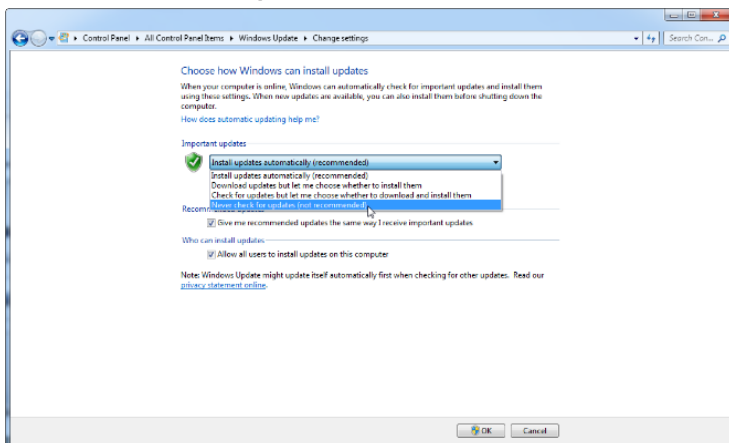 Control Panel ▸ All Control Panel Items ▸ Windows Update ▸ Change settings
Search Con...
Choose how Windows can install updates
When your computer is online, Windows can automatically check for important updates and install them
using these settings. When new updates are available, you can also install them before shutting down the
computer.
How does automatic updating help me?
Important updates
Install updates automatically (recommended)
Install updates automatically (recommended)
Download updates but let me choose whether to install them
Check for updates but let me choose whether to download and install them
Never check for updates (not recommended)
Give me recommended updates the same way I receive important updates
Who can install updates
Allow all users to install updates on this computer
Note: Windows Update might update itself automatically first when checking for other updates. Read our
privacy statement online.
OK
Cancel